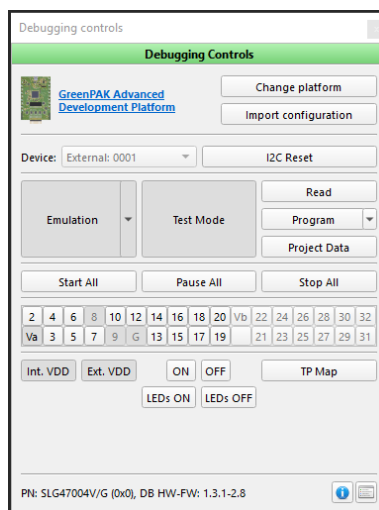 Debugging controls
Debugging Controls
GreenPAK Advanced
Development Platform
Change platform
Import configuration
Device: External: 0001 I2C Reset
Emulation Test Mode
Read
Program
Project Data
Start All Pause All Stop All
2 4 6 8 10 12 14 16 18 20 Vb 22 24 26 28 30 32
Va 3 5 7 9 G 13 15 17 19 21 23 25 27 29 31
Int. VDD Ext. VDD ON OFF TP Map
LEDs ON LEDs OFF
PN: SLG47004V/G (0x0), DB HW-FW: 1.3.1-2.8